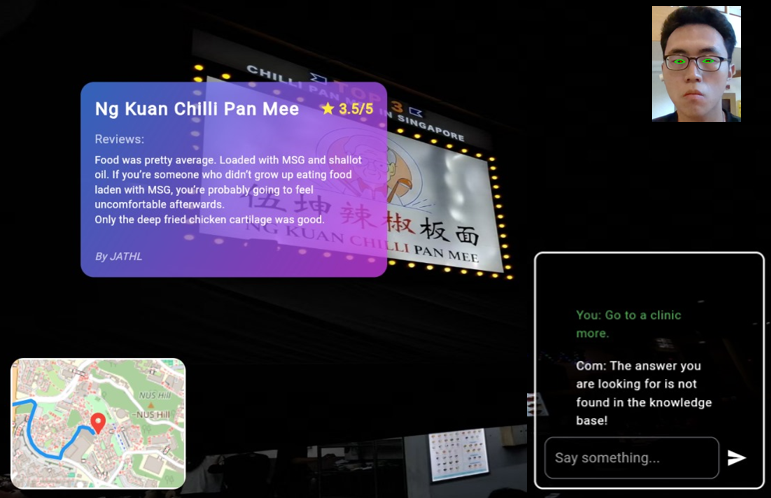 TOP 3
CHILLI PAN
IN SINGAPORE
Ng Kuan Chilli Pan Mee
★ 3.5/5
Reviews:
Food was pretty average. Loaded with MSG and shallot
oil. If you're someone who didn't grow up eating food
laden with MSG, you're probably going to feel
uncomfortable afterwards.
Only the deep fried chicken cartilage was good.
By JATHL
伍坤辣椒板面
NG KUAN CHILLI PAN MEE
You: Go to a clinic
more.
Com: The answer you
are looking for is not
found in the knowledge
base!
Say something...
NUS Hill
NUS Hill